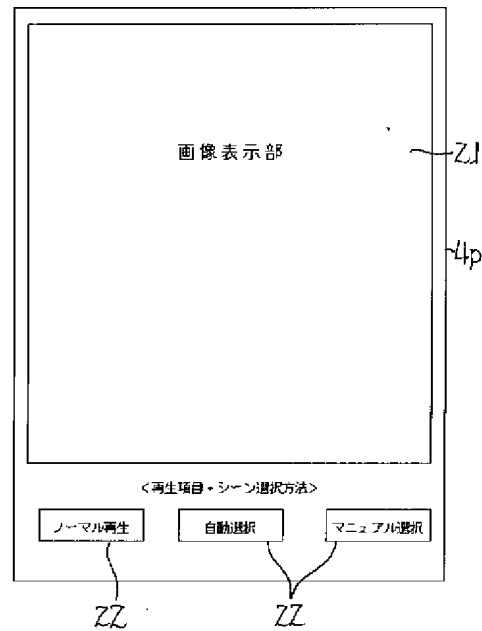 画像表示部
21
4p
<再生項目・シーン選択方法>
ノーマル再生 自動選択 マニュアル選択
22 22